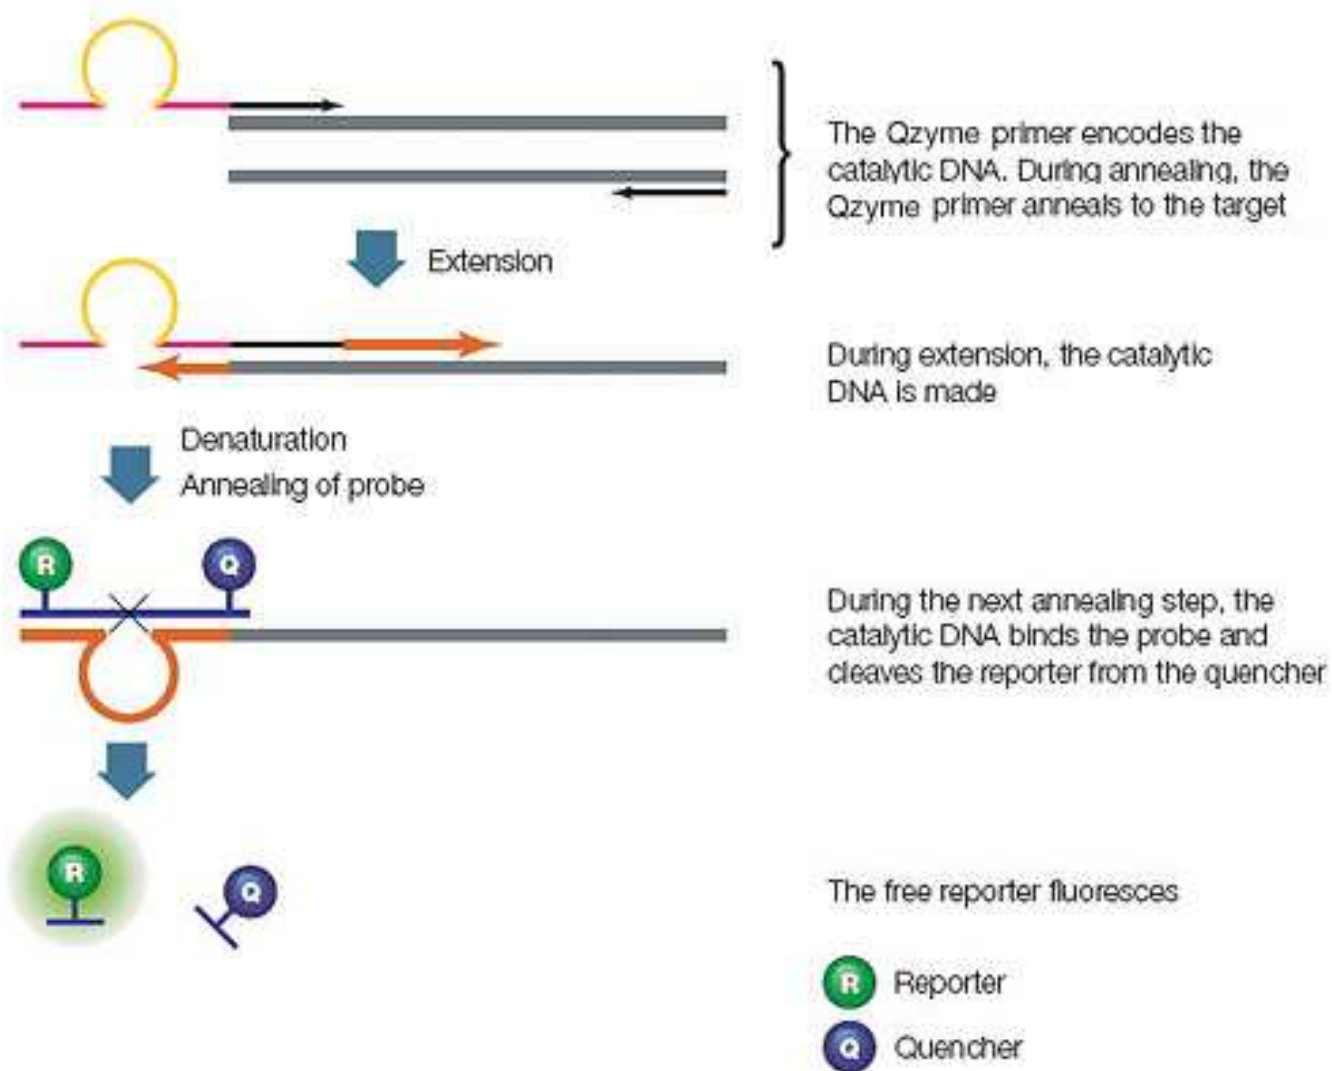 The Qzyme primer encodes the
catalytic DNA. During annealing, the
Qzyme primer anneals to the target
Extension
During extension, the catalytic
DNA is made
Denaturation
Annealing of probe
R
Q
During the next annealing step, the
catalytic DNA binds the probe and
cleaves the reporter from the quencher
R
Q
The free reporter fluoresces
R Reporter
Q Quencher